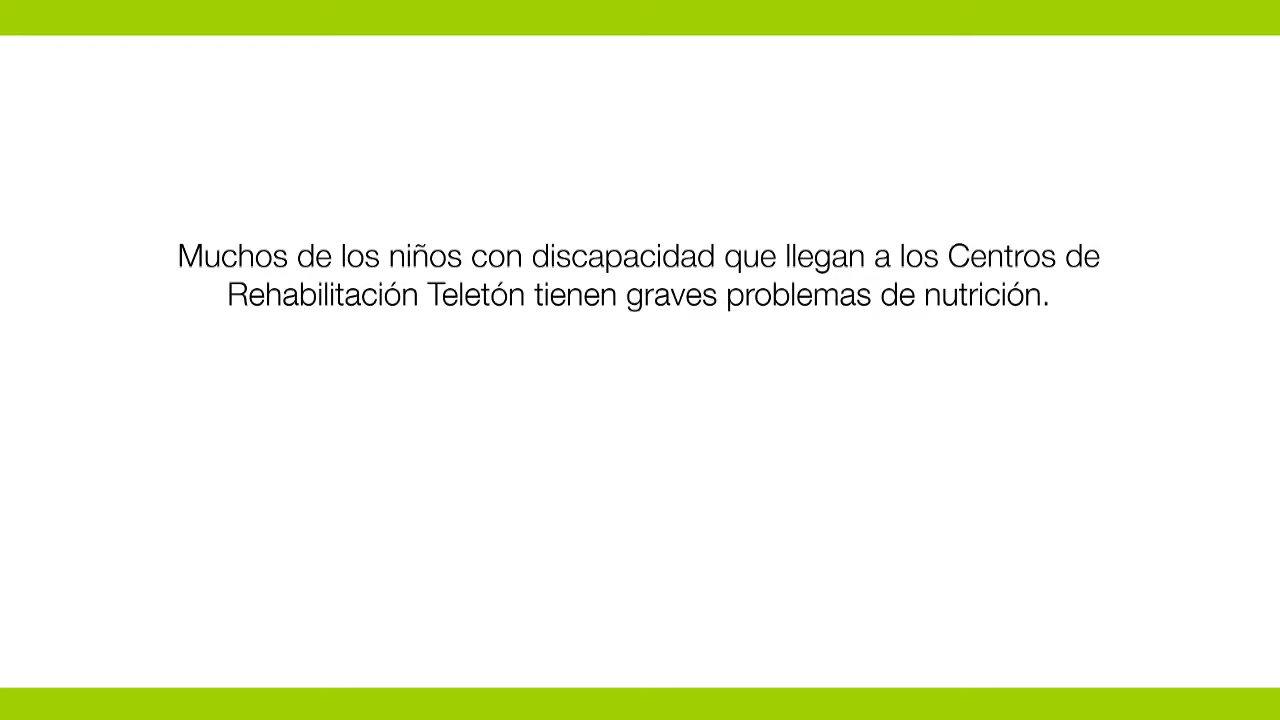 Muchos de los niños con discapacidad que llegan a los Centros de
Rehabilitación Teletón tienen graves problemas de nutrición.